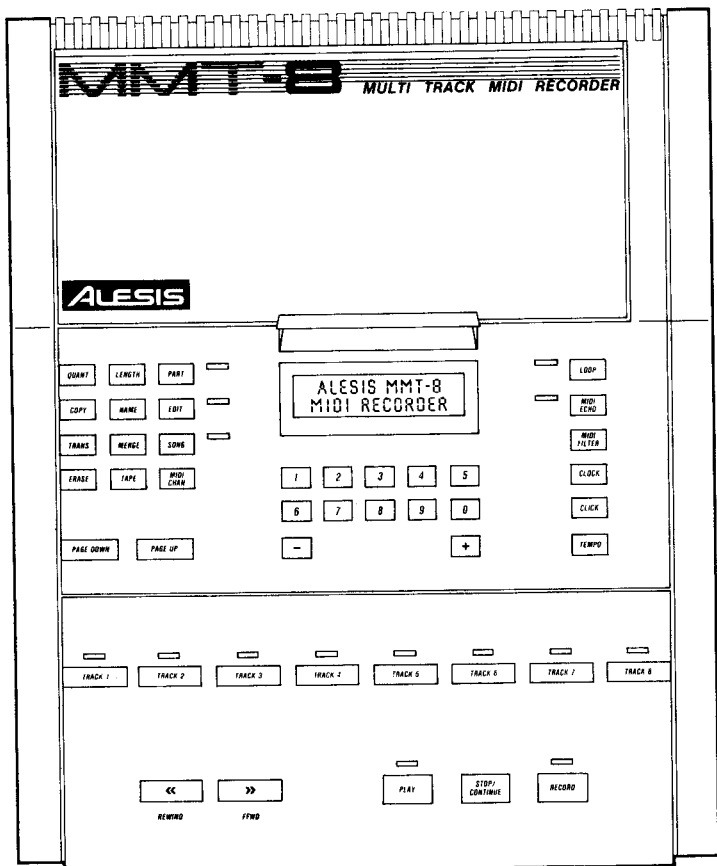 MMT-8 MULTI TRACK MIDI RECORDER
ALESIS
QUANT LENGTH PART
COPY NAME EDIT
TRANS MERGE SONG
ERASE TAPE MIDI CHAN
PAGE DOWN PAGE UP
ALESIS MMT-8
MIDI RECORDER
1 2 3 4 5
6 7 8 9 0
- +
LOOP
MIDI ECHO
MIDI FILTER
CLOCK
CLICK
TEMPO
TRACK 1 TRACK 2 TRACK 3 TRACK 4 TRACK 5 TRACK 6 TRACK 7 TRACK 8
« » PLAY STOP/ CONTINUE RECORD
REWIND FFWD